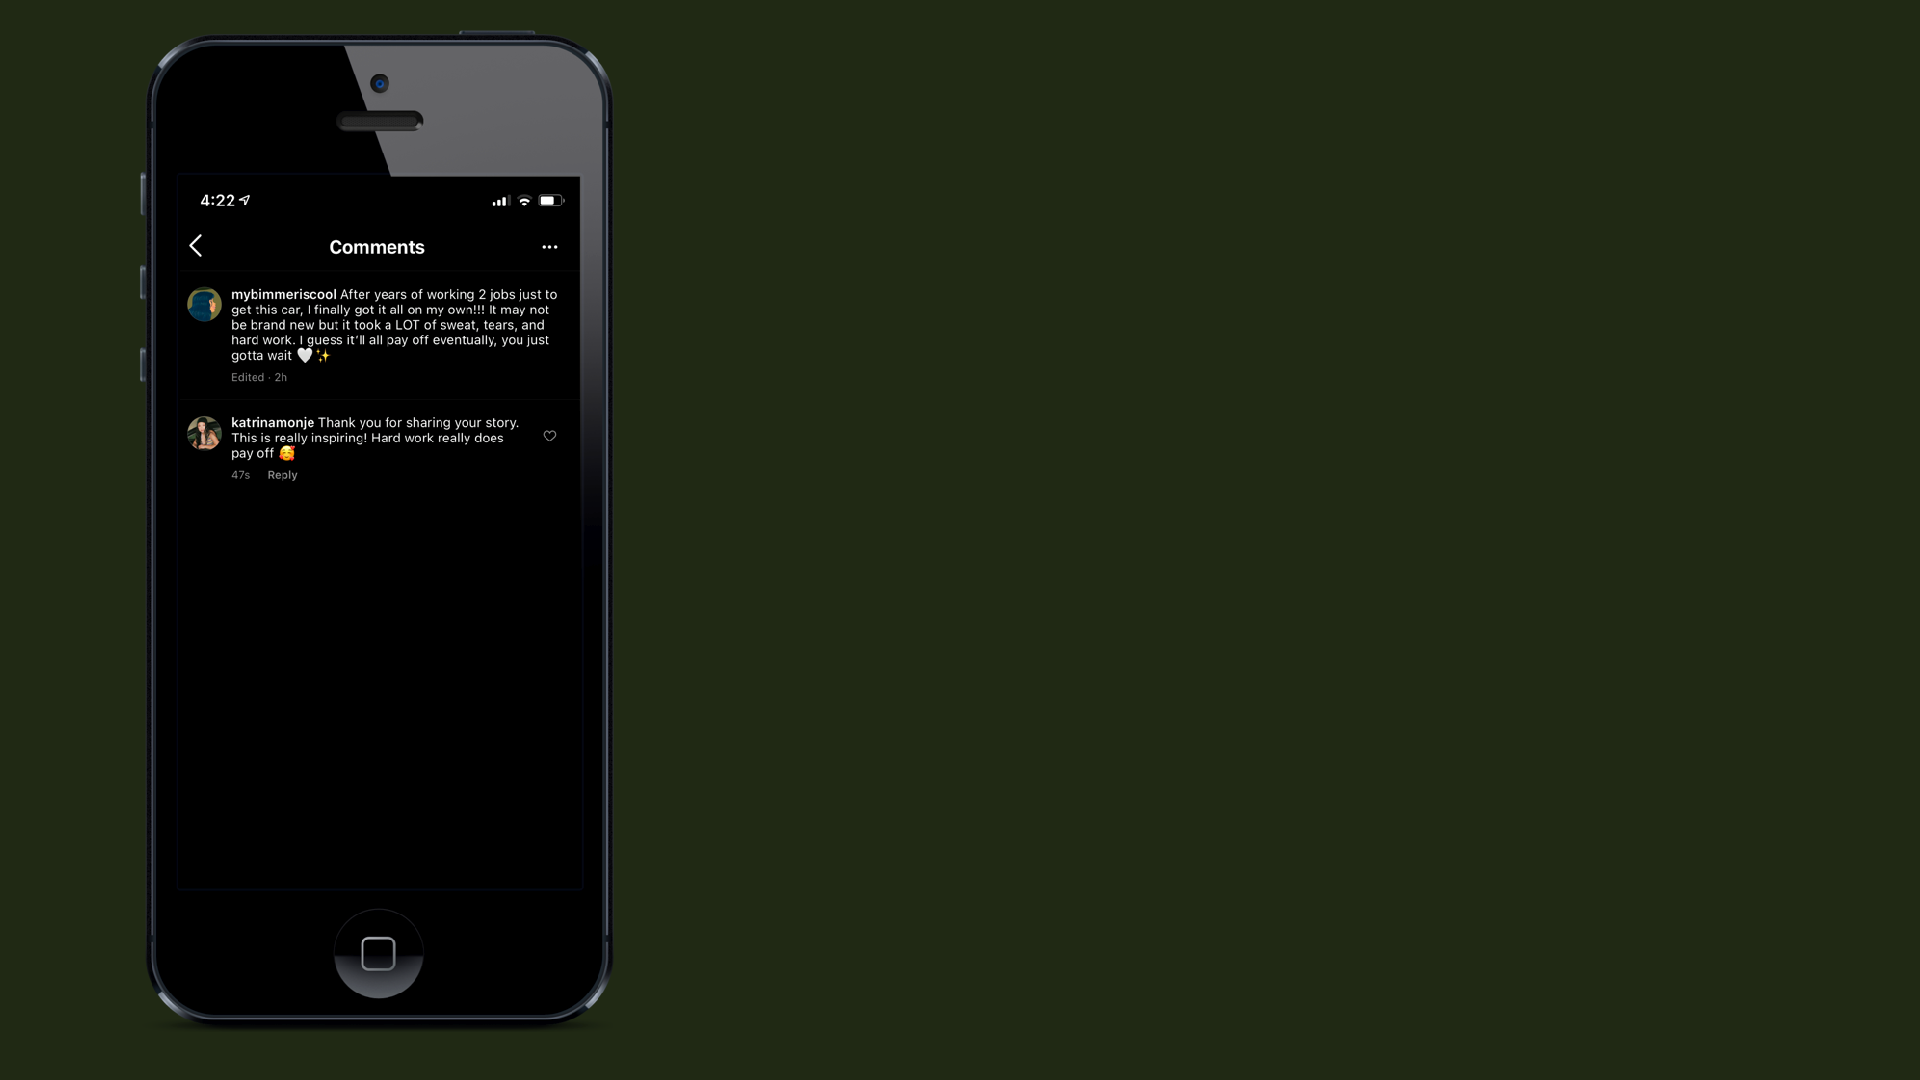 4:22
Comments
mybimmeriscool After years of working 2 jobs just to
get this car, I finally got it all on my own!!! It may not
be brand new but it took a LOT of sweat, tears, and
hard work. I guess it'll all pay off eventually, you just
gotta wait 🤍✨
Edited · 2h
katrinamonje Thank you for sharing your story.
This is really inspiring! Hard work really does
pay off 🥰
47s Reply